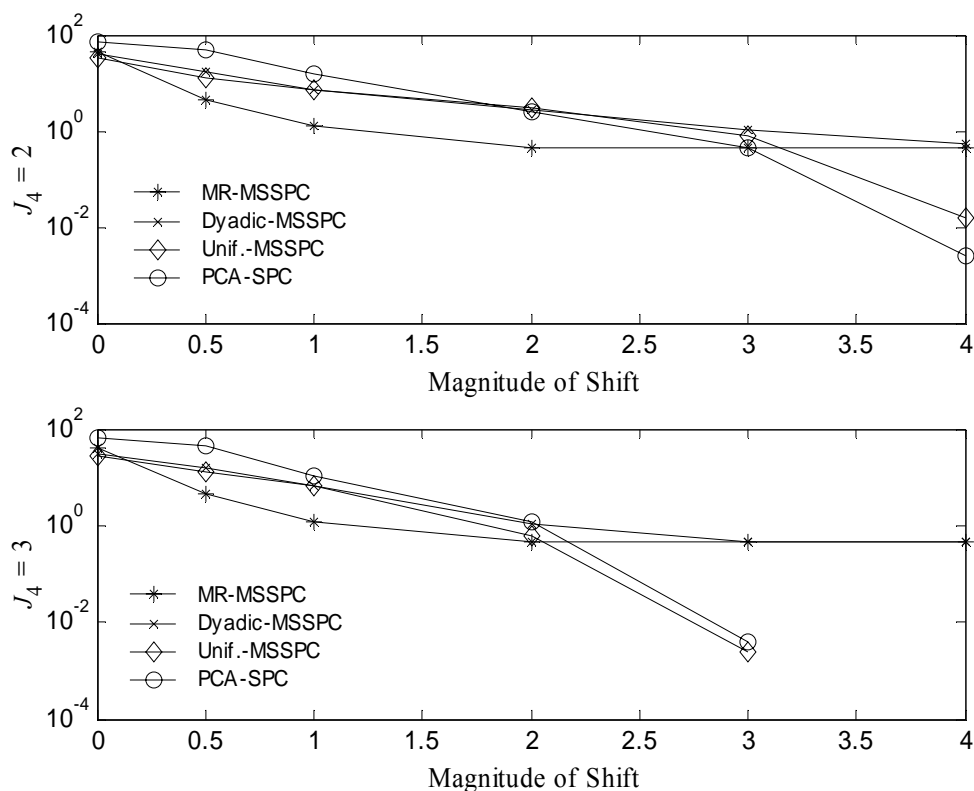 10^2
10^0
10^-2
10^-4
J_4 = 2
MR-MSSPC
Dyadic-MSSPC
Unif.-MSSPC
PCA-SPC
0 0.5 1 1.5 2 2.5 3 3.5 4
Magnitude of Shift
10^2
10^0
10^-2
10^-4
J_4 = 3
MR-MSSPC
Dyadic-MSSPC
Unif.-MSSPC
PCA-SPC
0 0.5 1 1.5 2 2.5 3 3.5 4
Magnitude of Shift